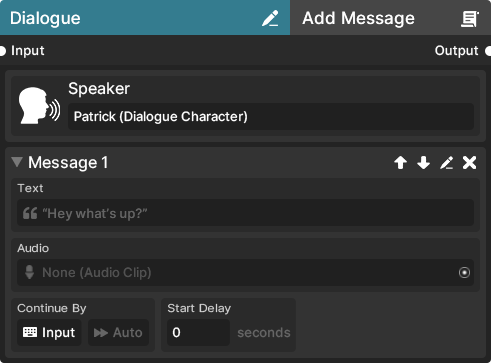 Dialogue
Add Message
Input
Output
Speaker
Patrick (Dialogue Character)
Message 1
Text
“Hey what’s up?”
Audio
None (Audio Clip)
Continue By
Start Delay
Input
Auto
0
seconds